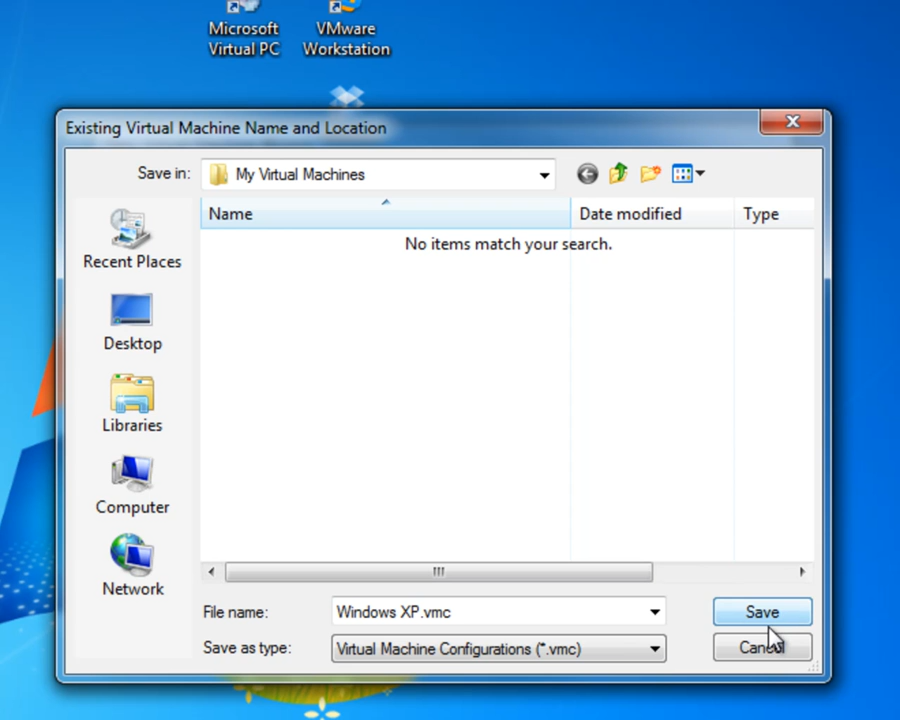 Microsoft
Virtual PC
VMware
Workstation
Existing Virtual Machine Name and Location
Save in:
My Virtual Machines
Name
Date modified
Type
No items match your search.
Recent Places
Desktop
Libraries
Computer
Network
File name:
Windows XP.vmc
Save
Save as type:
Virtual Machine Configurations (*.vmc)
Cancel